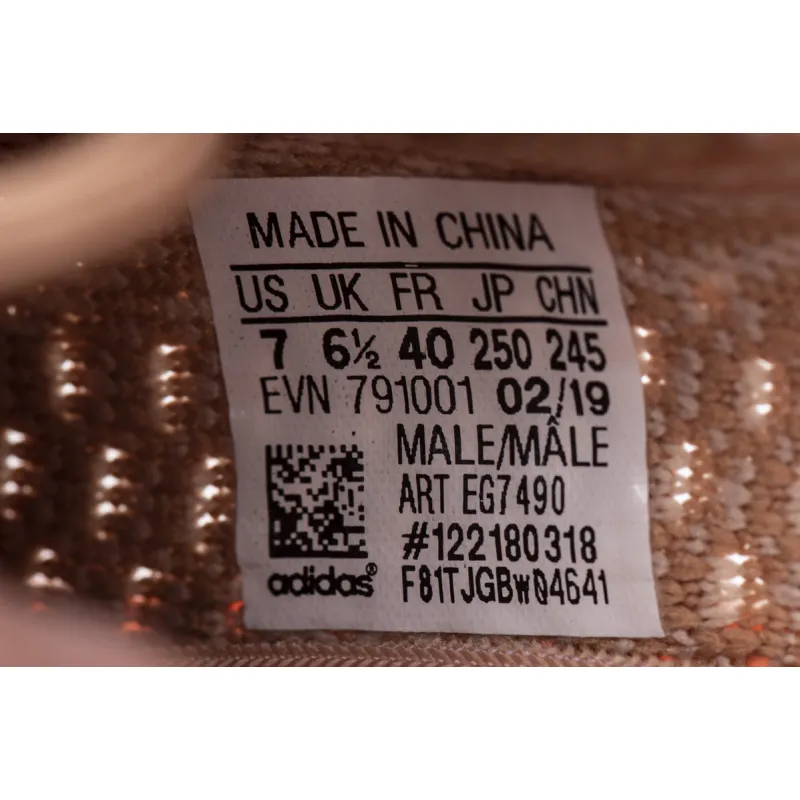 MADE IN CHINA
US UK FR JP CHN
7 6½ 40 250 245
EVN 791001 02/19
MALE/MÂLE
ART EG7490
#122180318
adidas® F81TJGBW04641